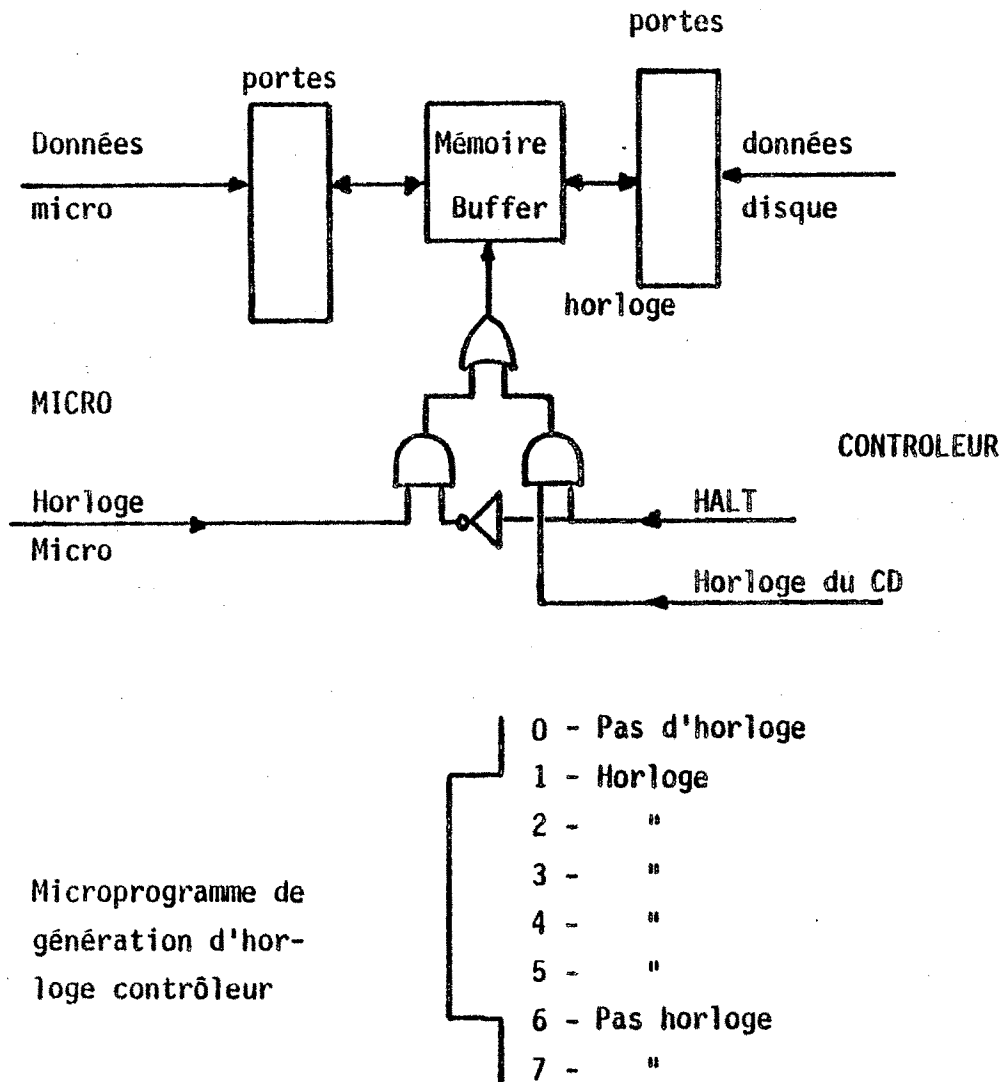 portes
portes
Données
micro
Mémoire
Buffer
données
disque
horloge
MICRO
CONTROLEUR
Horloge
Micro
HALT
Horloge du CD
0 - Pas d'horloge
1 - Horloge
2 - "
3 - "
4 - "
5 - "
6 - Pas horloge
7 - "
Microprogramme de
génération d'hor-
loge contrôleur